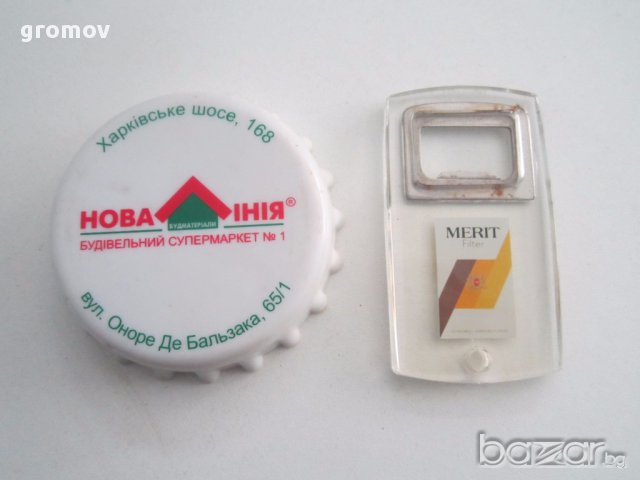 gromov
Харківське шосе, 168
НОВА ІНІЯ®
БУДМАТЕРІАЛИ
БУДІВЕЛЬНИЙ СУПЕРМАРКЕТ № 1
вул. Оноре Де Бальзака, 65/1
MERIT
Filter
bazar.bg